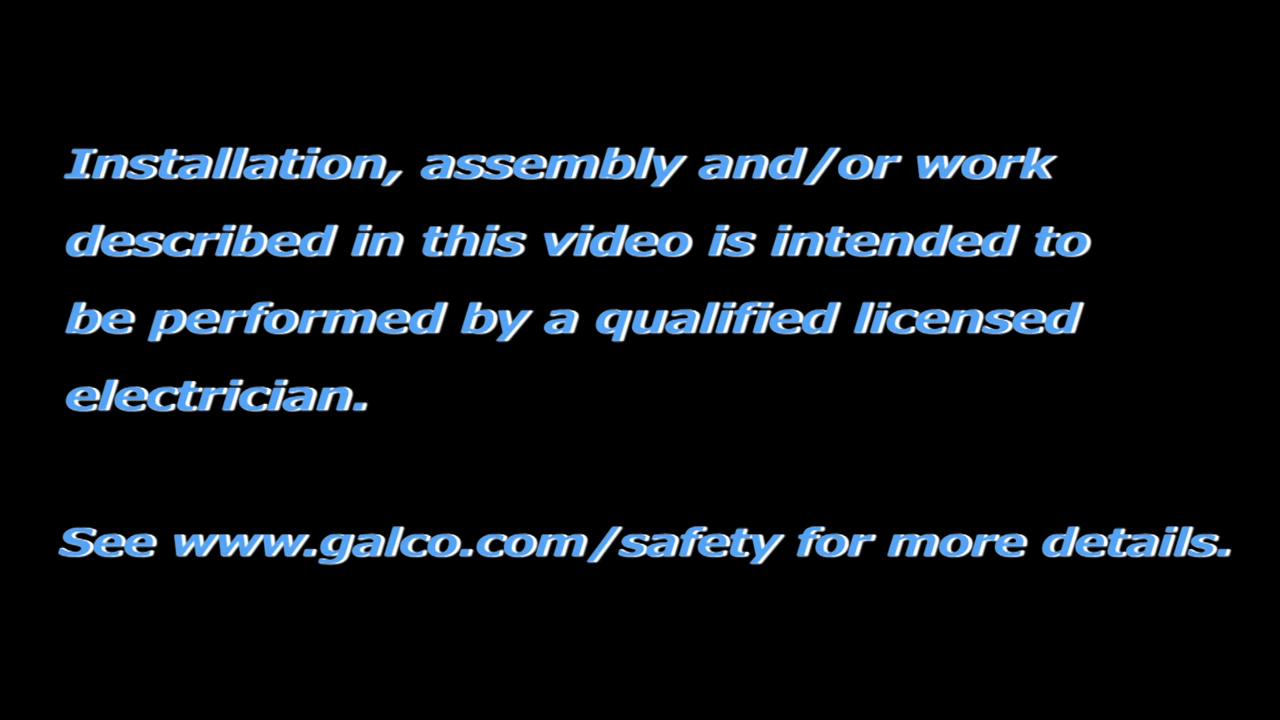 Installation, assembly and/or work
described in this video is intended to
be performed by a qualified licensed
electrician.
See www.galco.com/safety for more details.